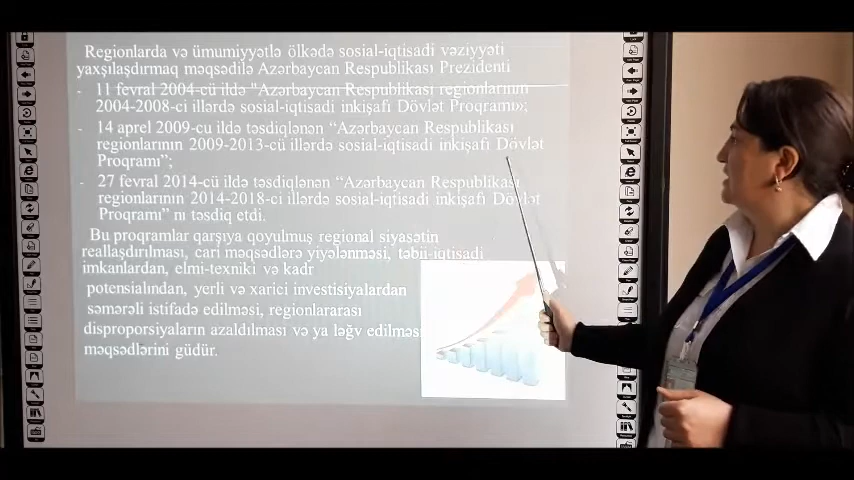 Regionlarda və ümumiyyətlə ölkədə sosial-iqtisadi vəziyyəti
yaxşılaşdırmaq məqsədilə Azərbaycan Respublikası Prezidenti
- 11 fevral 2004-cü ildə "Azərbaycan Respublikası regionlarının
2004-2008-ci illərdə sosial-iqtisadi inkişafı Dövlət Proqramı»;
- 14 aprel 2009-cu ildə təsdiqlənən “Azərbaycan Respublikası
regionlarının 2009-2013-cü illərdə sosial-iqtisadi inkişafı Dövlət
Proqramı”;
- 27 fevral 2014-cü ildə təsdiqlənən “Azərbaycan Respublikası
regionlarının 2014-2018-ci illərdə sosial-iqtisadi inkişafı Dövlət
Proqramı” nı təsdiq etdi.
Bu proqramlar qarşıya qoyulmuş regional siyasətin
reallaşdırılması, cari məqsədlərə yiyələnməsi, təbii-iqtisadi
imkanlardan, elmi-texniki və kadr
potensialından, yerli və xarici investisiyalardan
səmərəli istifadə edilməsi, regionlararası
disproporsiyaların azaldılması və ya ləğv edilməsi
məqsədlərini güdür.